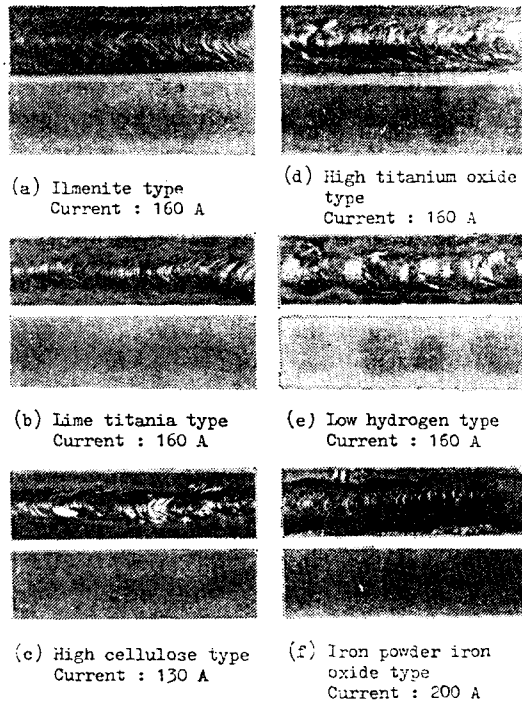 (a) Ilmenite type
Current : 160 A
(d) High titanium oxide
type
Current : 160 A
(b) Lime titania type
Current : 160 A
(e) Low hydrogen type
Current : 160 A
(c) High cellulose type
Current : 130 A
(f) Iron powder iron
oxide type
Current : 200 A